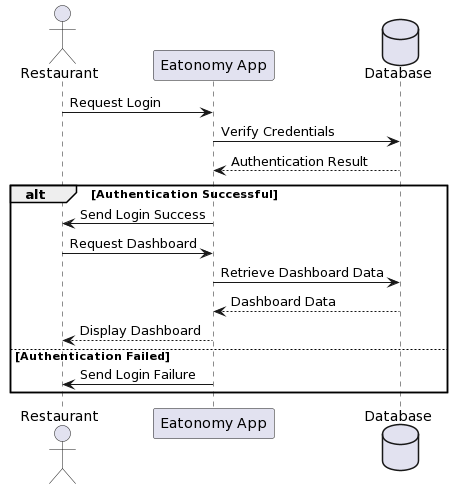 Restaurant
Eatonomy App
Database
Request Login
Verify Credentials
Authentication Result
alt [Authentication Successful]
Send Login Success
Request Dashboard
Retrieve Dashboard Data
Dashboard Data
Display Dashboard
[Authentication Failed]
Send Login Failure
Restaurant
Eatonomy App
Database